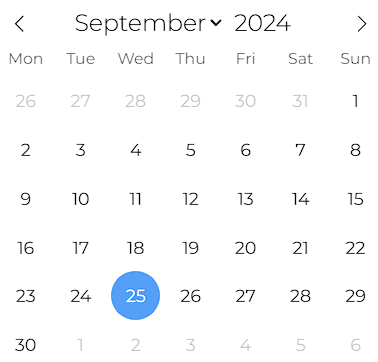 September 2024
Mon Tue Wed Thu Fri Sat Sun
26 27 28 29 30 31 1
2 3 4 5 6 7 8
9 10 11 12 13 14 15
16 17 18 19 20 21 22
23 24 25 26 27 28 29
30 1 2 3 4 5 6